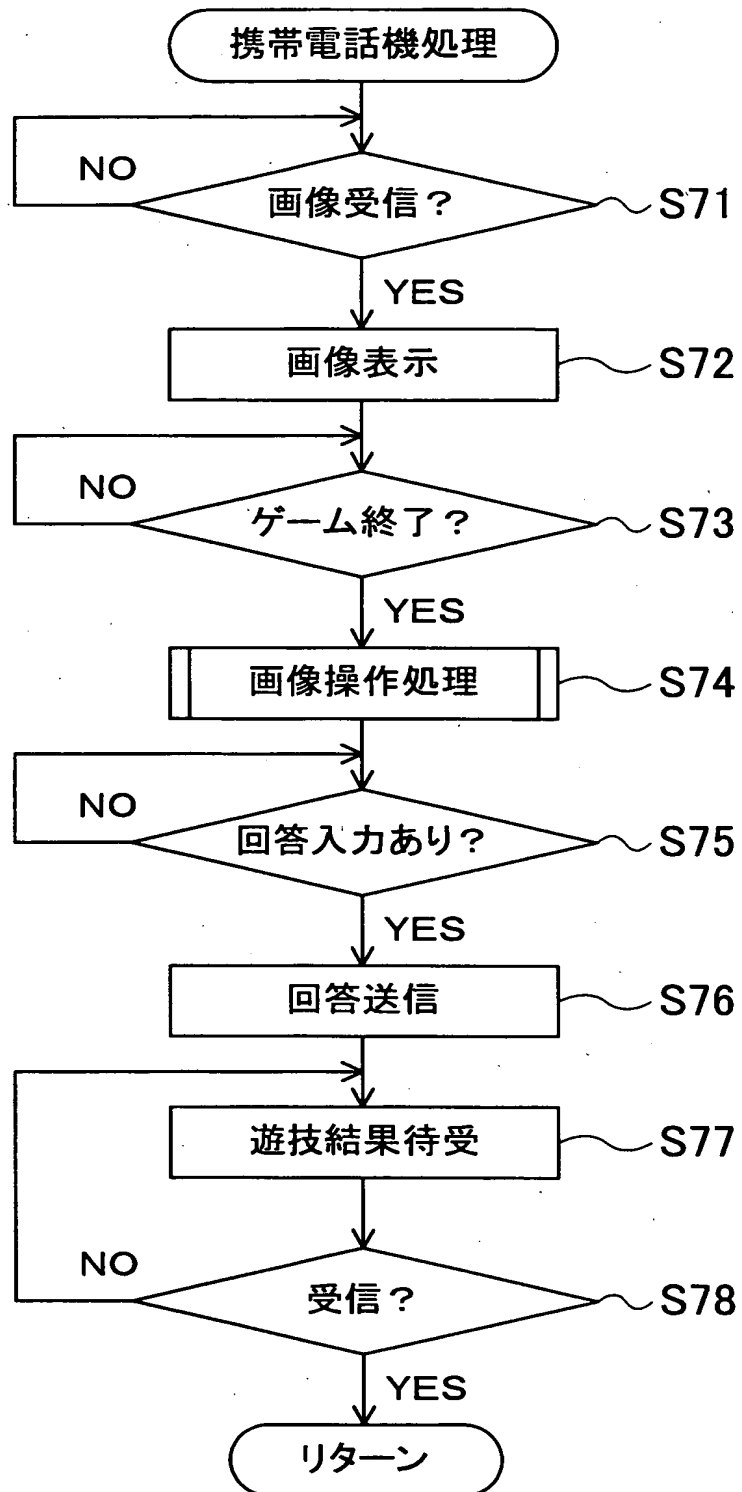 携帯電話機処理
NO
画像受信？
S71
YES
画像表示
S72
NO
ゲーム終了？
S73
YES
画像操作処理
S74
NO
回答入力あり？
S75
YES
回答送信
S76
遊技結果待受
S77
NO
受信？
S78
YES
リターン